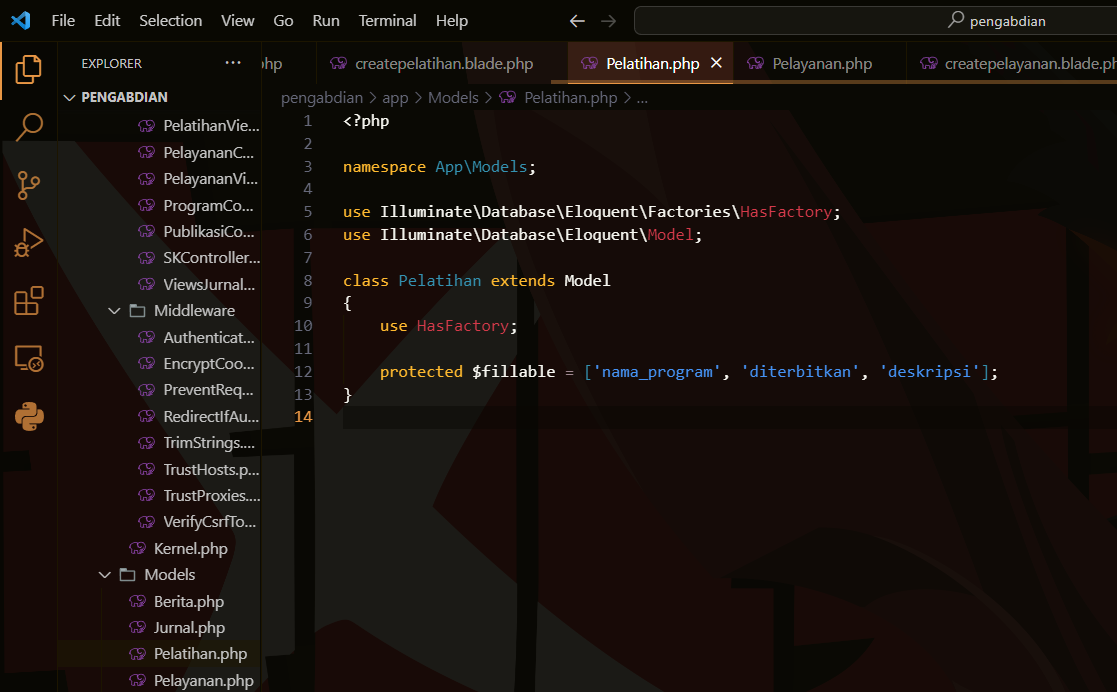 File Edit Selection View Go Run Terminal Help
pengabdian
EXPLORER ...
php createpelatihan.blade.php Pelatihan.php Pelayanan.php createpelayanan.blade.ph
PENGABDIAN
pengabdian > app > Models > Pelatihan.php > ...
PelatihanVie...
PelayananC...
PelayananVi...
ProgramCo...
PublikasiCo...
SKController...
ViewsJurnal...
Middleware
Authenticat...
EncryptCoo...
PreventReq...
RedirectIfAu...
TrimStrings....
TrustHosts.p...
TrustProxies....
VerifyCsrfTo...
Kernel.php
Models
Berita.php
Jurnal.php
Pelatihan.php
Pelayanan.php
1 <?php
2
3 namespace App\Models;
4
5 use Illuminate\Database\Eloquent\Factories\HasFactory;
6 use Illuminate\Database\Eloquent\Model;
7
8 class Pelatihan extends Model
9 {
10 use HasFactory;
11
12 protected $fillable = ['nama_program', 'diterbitkan', 'deskripsi'];
13 }
14